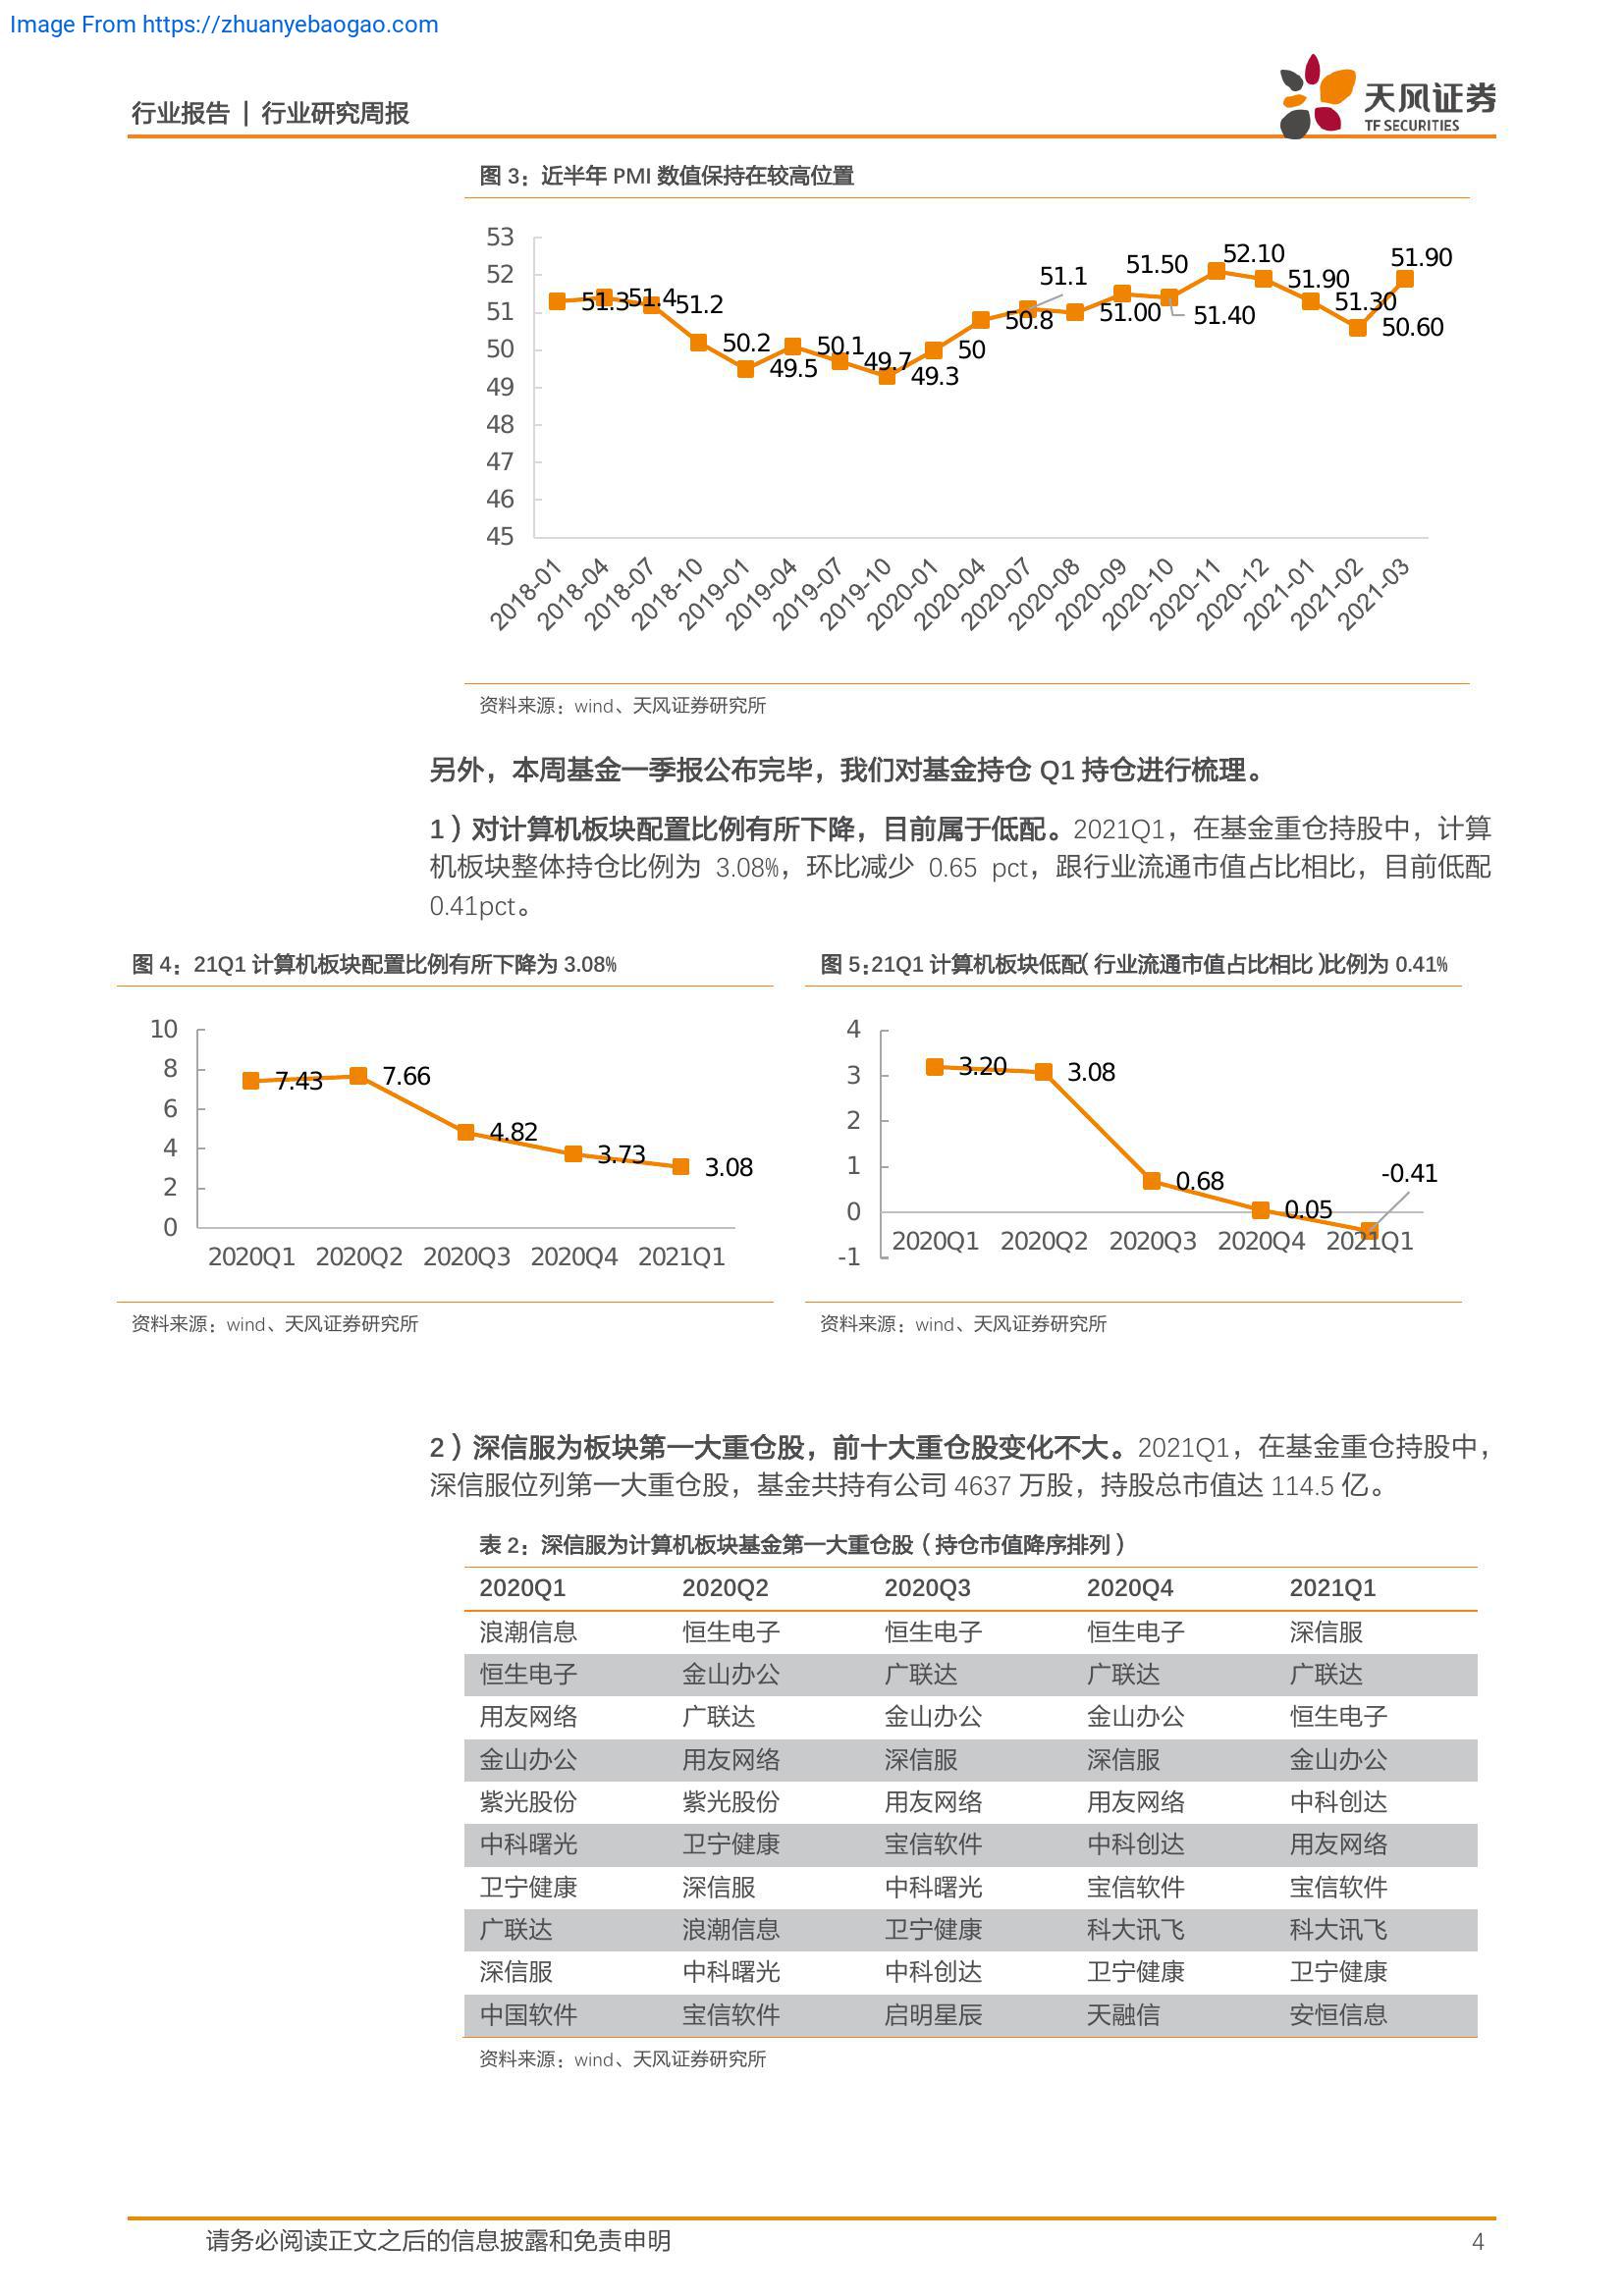 Image From https://zhuanyebaogao.com
行业报告 | 行业研究周报
天风证券
TF SECURITIES
图 3：近半年 PMI 数值保持在较高位置
53
52
51
50
49
48
47
46
45
51.3
51.4
51.2
50.2
49.5
50.1
49.7
49.3
50
50.8
51.1
51.00
51.50
51.40
52.10
51.90
51.30
50.60
51.90
2018-01
2018-04
2018-07
2018-10
2019-01
2019-04
2019-07
2019-10
2020-01
2020-04
2020-07
2020-08
2020-09
2020-10
2020-11
2020-12
2021-01
2021-02
2021-03
资料来源：wind、天风证券研究所
另外，本周基金一季报公布完毕，我们对基金持仓 Q1 持仓进行梳理。
1）对计算机板块配置比例有所下降，目前属于低配。2021Q1，在基金重仓持股中，计算
机板块整体持仓比例为 3.08%，环比减少 0.65 pct，跟行业流通市值占比相比，目前低配
0.41pct。
图 4：21Q1 计算机板块配置比例有所下降为 3.08%
10
8
6
4
2
0
7.43
7.66
4.82
3.73
3.08
2020Q1 2020Q2 2020Q3 2020Q4 2021Q1
资料来源：wind、天风证券研究所
图 5：21Q1 计算机板块低配（行业流通市值占比相比）比例为 0.41%
4
3
2
1
0
-1
3.20
3.08
0.68
0.05
-0.41
2020Q1 2020Q2 2020Q3 2020Q4 2021Q1
资料来源：wind、天风证券研究所
2）深信服为板块第一大重仓股，前十大重仓股变化不大。2021Q1，在基金重仓持股中，
深信服位列第一大重仓股，基金共持有公司 4637 万股，持股总市值达 114.5 亿。
表 2：深信服为计算机板块基金第一大重仓股（持仓市值降序排列）
2020Q1 2020Q2 2020Q3 2020Q4 2021Q1
浪潮信息 恒生电子 恒生电子 恒生电子 深信服
恒生电子 金山办公 广联达 广联达 广联达
用友网络 广联达 金山办公 金山办公 恒生电子
金山办公 用友网络 深信服 深信服 金山办公
紫光股份 紫光股份 用友网络 用友网络 中科创达
中科曙光 卫宁健康 宝信软件 中科创达 用友网络
卫宁健康 深信服 中科曙光 宝信软件 宝信软件
广联达 浪潮信息 卫宁健康 科大讯飞 科大讯飞
深信服 中科曙光 中科创达 卫宁健康 卫宁健康
中国软件 宝信软件 启明星辰 天融信 安恒信息
资料来源：wind、天风证券研究所
请务必阅读正文之后的信息披露和免责申明 4